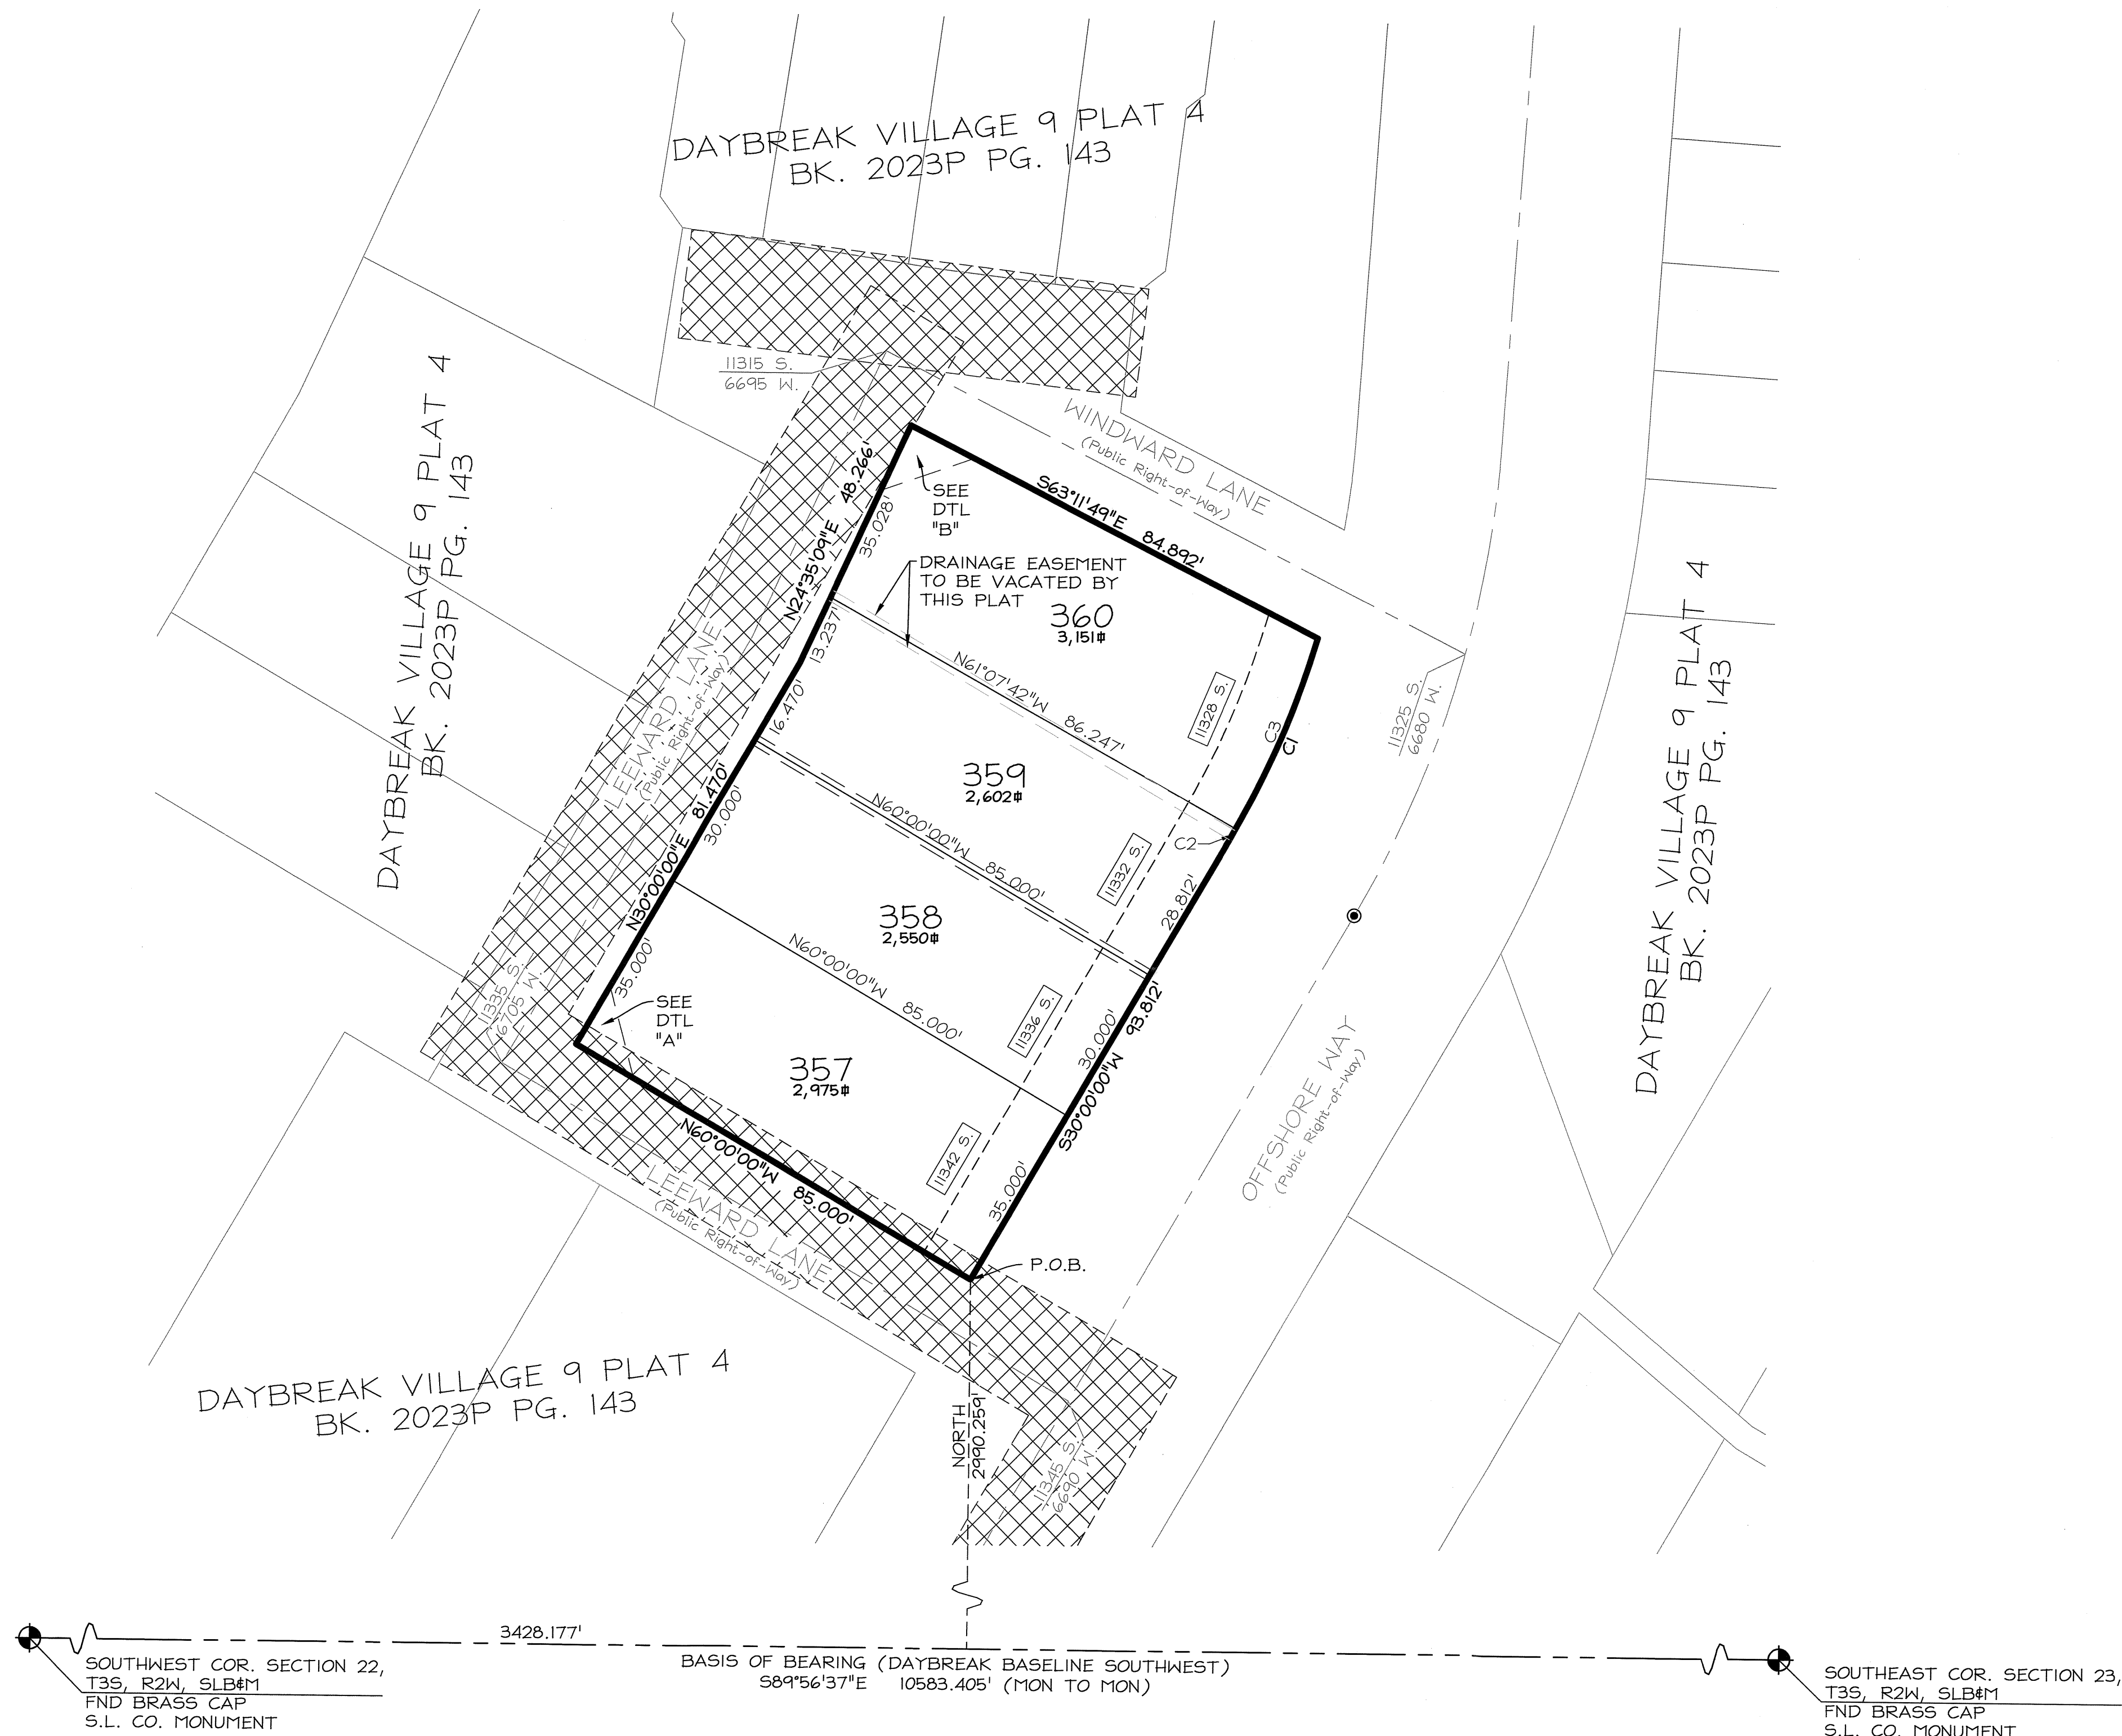 DAYBREAK VILLAGE 9 PLAT 4
BK. 2023P PG. 143
11315 S.
6695 W.
WINDWARD LANE
(Public Right-of-Way)
S63°11'49"E 84.892'
N24°35'09"E 48.266'
35.028'
13.237'
SEE
DTL
"B"
DRAINAGE EASEMENT
TO BE VACATED BY
THIS PLAT
360
3,151⌽
11328 S.
C3
C1
11325 S.
6680 W.
N61°07'42"W 86.247'
DAYBREAK VILLAGE 9 PLAT 4
BK. 2023P PG. 143
LEEWARD LANE
(Public Right-of-Way)
16.470'
359
2,602⌽
N60°00'00"W 85.000'
11332 S.
C2
28.812'
N30°00'00"E 81.470'
30.000'
358
2,550⌽
N60°00'00"W 85.000'
11336 S.
30.000'
S30°00'00"W 93.812'
DAYBREAK VILLAGE 9 PLAT 4
BK. 2023P PG. 143
11335 S.
6705 W.
35.000'
SEE
DTL
"A"
357
2,975⌽
11342 S.
35.000'
N60°00'00"W 85.000'
LEEWARD LANE
(Public Right-of-Way)
OFFSHORE WAY
(Public Right-of-Way)
P.O.B.
DAYBREAK VILLAGE 9 PLAT 4
BK. 2023P PG. 143
NORTH
2990.259'
11345 S.
6690 W.
3428.177'
BASIS OF BEARING (DAYBREAK BASELINE SOUTHWEST)
S89°56'37"E 10583.405' (MON TO MON)
SOUTHWEST COR. SECTION 22,
T3S, R2W, SLB&M
FND BRASS CAP
S.L. CO. MONUMENT
SOUTHEAST COR. SECTION 23,
T3S, R2W, SLB&M
FND BRASS CAP
S.L. CO. MONUMENT